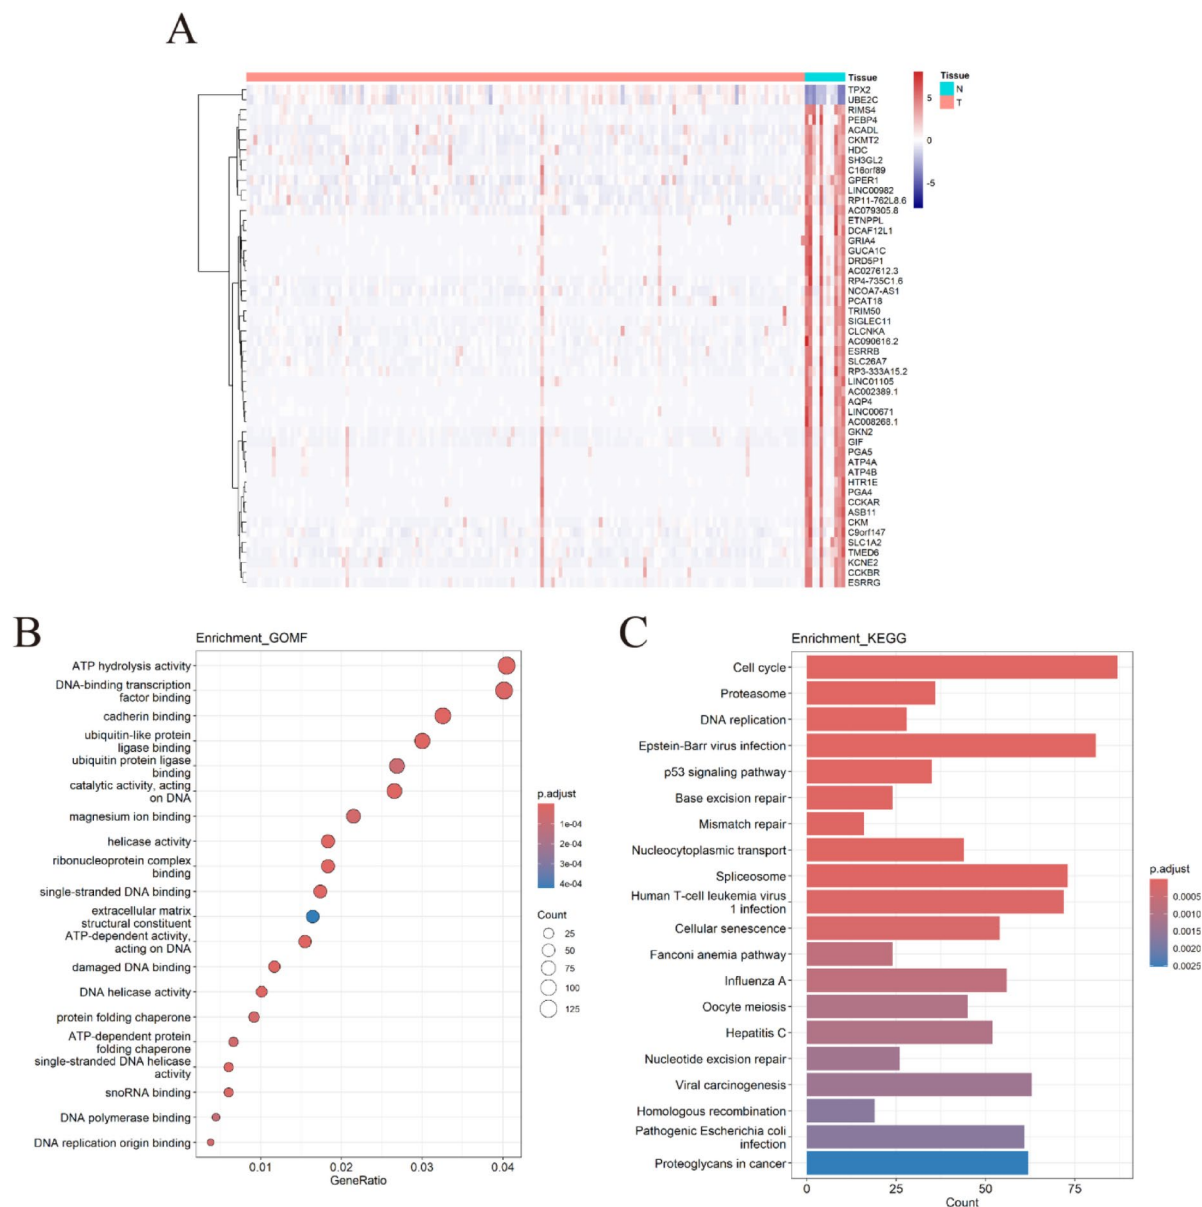 A
Tissue
TPX2
UBE2C
RIMS4
PEBP4
ACADL
CKMT2
HDC
SH3GL2
C16orf89
GPER1
LINC00982
RP11-762L8.6
AC079305.8
ETNPPL
DCAF12L1
GRIA4
GUCA1C
DRD5P1
AC027612.3
RP4-735C1.6
NCOA7-AS1
PCAT18
TRIM50
SIGLEC11
CLCNKA
AC090616.2
ESRRB
SLC26A7
RP3-333A15.2
LINC01105
AC002389.1
AQP4
LINC00671
AC008268.1
GKN2
GIF
PGA5
ATP4A
ATP4B
HTR1E
PGA4
CCKAR
ASB11
CKM
C9orf147
SLC1A2
TMED6
KCNE2
CCKBR
ESRRG
5
0
-5
Tissue
N
T
B
Enrichment_GOMF
ATP hydrolysis activity
DNA-binding transcription
factor binding
cadherin binding
ubiquitin-like protein
ligase binding
ubiquitin protein ligase
binding
catalytic activity, acting
on DNA
magnesium ion binding
helicase activity
ribonucleoprotein complex
binding
single-stranded DNA binding
extracellular matrix
structural constituent
ATP-dependent activity,
acting on DNA
damaged DNA binding
DNA helicase activity
protein folding chaperone
ATP-dependent protein
folding chaperone
single-stranded DNA helicase
activity
snoRNA binding
DNA polymerase binding
DNA replication origin binding
0.01 0.02 0.03 0.04
GeneRatio
p.adjust
1e-04
2e-04
3e-04
4e-04
Count
25
50
75
100
125
C
Enrichment_KEGG
Cell cycle
Proteasome
DNA replication
Epstein-Barr virus infection
p53 signaling pathway
Base excision repair
Mismatch repair
Nucleocytoplasmic transport
Spliceosome
Human T-cell leukemia virus
1 infection
Cellular senescence
Fanconi anemia pathway
Influenza A
Oocyte meiosis
Hepatitis C
Nucleotide excision repair
Viral carcinogenesis
Homologous recombination
Pathogenic Escherichia coli
infection
Proteoglycans in cancer
0 25 50 75
Count
p.adjust
0.0005
0.0010
0.0015
0.0020
0.0025